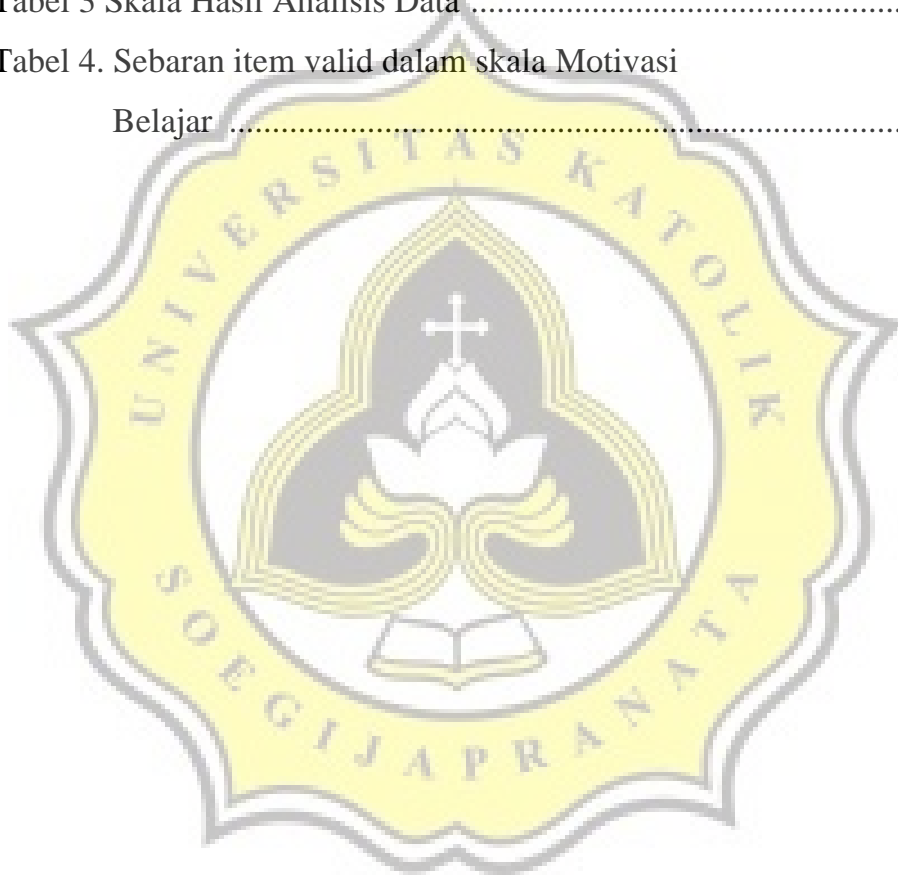 Tabel 3 Skala Hasil Analisis Data ..........................................
Tabel 4. Sebaran item valid dalam skala Motivasi
Belajar ..................................................................
UNIVERSITAS KATOLIK
SOEGIJAPRANATA